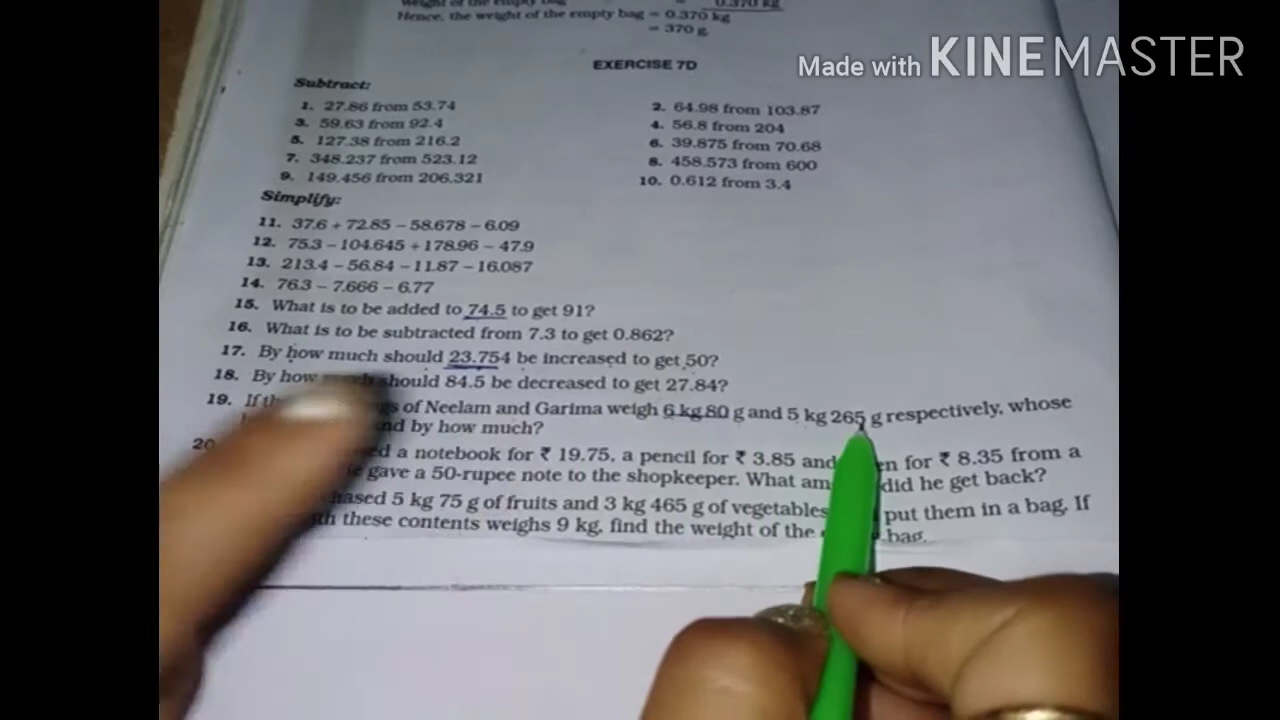 Hence, the weight of the empty bag = 0.370 kg
= 370 g.
Made with KINEMASTER
EXERCISE 7D
Subtract:
1. 27.86 from 53.74
2. 64.98 from 103.87
3. 59.63 from 92.4
4. 56.8 from 204
5. 127.38 from 216.2
6. 39.875 from 70.68
7. 348.237 from 523.12
8. 458.573 from 600
9. 149.456 from 206.321
10. 0.612 from 3.4
Simplify:
11. 37.6 + 72.85 – 58.678 – 6.09
12. 75.3 – 104.645 + 178.96 – 47.9
13. 213.4 – 56.84 – 11.87 – 16.087
14. 76.3 – 7.666 – 6.77
15. What is to be added to 74.5 to get 91?
16. What is to be subtracted from 7.3 to get 0.862?
17. By how much should 23.754 be increased to get 50?
18. By how should 84.5 be decreased to get 27.84?
19. If of Neelam and Garima weigh 6 kg 80 g and 5 kg 265 g respectively, whose
and by how much?
20 a notebook for ₹ 19.75, a pencil for ₹ 3.85 and for ₹ 8.35 from a
gave a 50-rupee note to the shopkeeper. What did he get back?
5 kg 75 g of fruits and 3 kg 465 g of vegetables put them in a bag. If
these contents weighs 9 kg, find the weight of the bag.